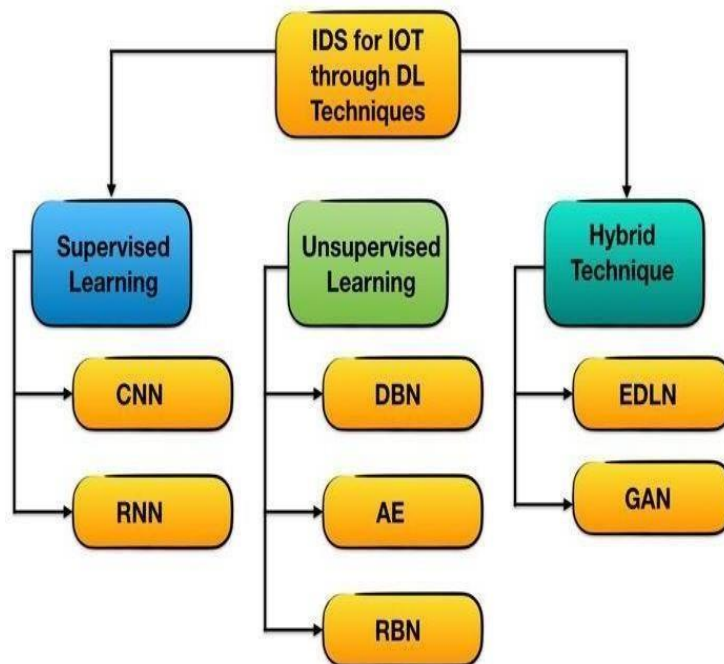 IDS for IOT
through DL
Techniques
Supervised
Learning
Unsupervised
Learning
Hybrid
Technique
CNN
DBN
EDLN
RNN
AE
GAN
RBN